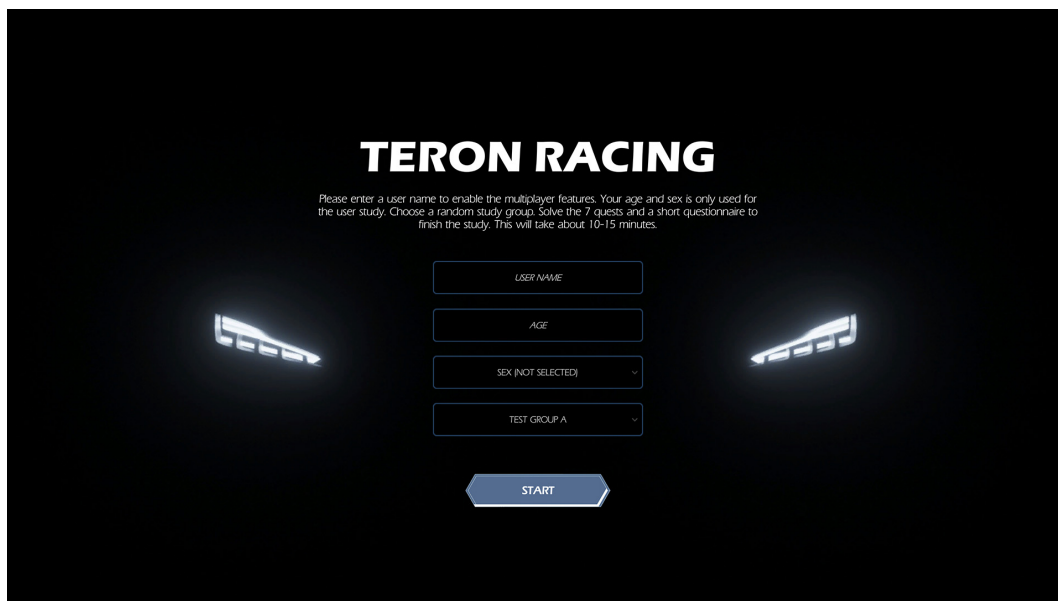 TERON RACING
Please enter a user name to enable the multiplayer features. Your age and sex is only used for
the user study. Choose a random study group. Solve the 7 quests and a short questionnaire to
finish the study. This will take about 10-15 minutes.
USER NAME
AGE
SEX (NOT SELECTED)
TEST GROUP A
START